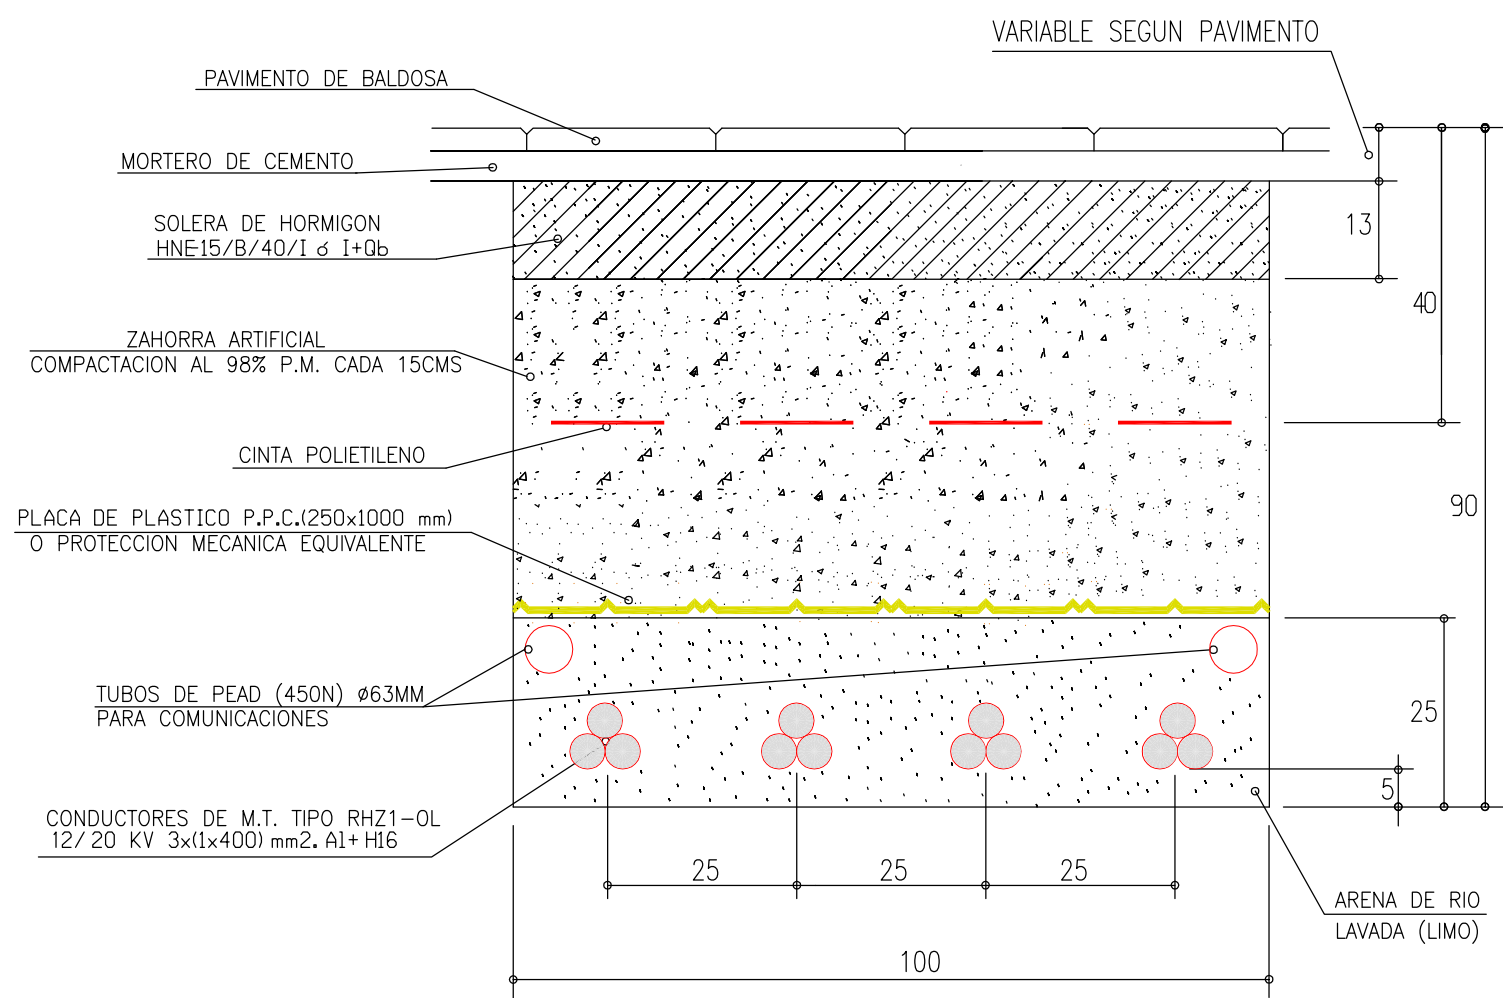 VARIABLE SEGUN PAVIMENTO
PAVIMENTO DE BALDOSA
MORTERO DE CEMENTO
SOLERA DE HORMIGON
HNE15/B/40/I ó I+Qb
13
40
ZAHORRA ARTIFICIAL
COMPACTACION AL 98% P.M. CADA 15CMS
CINTA POLIETILENO
90
PLACA DE PLASTICO P.P.C.(250x1000 mm)
O PROTECCION MECANICA EQUIVALENTE
TUBOS DE PEAD (450N) Ø63MM
PARA COMUNICACIONES
25
5
CONDUCTORES DE M.T. TIPO RHZ1-OL
12/20 KV 3x(1x400) mm2. Al+H16
25
25
25
ARENA DE RIO
LAVADA (LIMO)
100